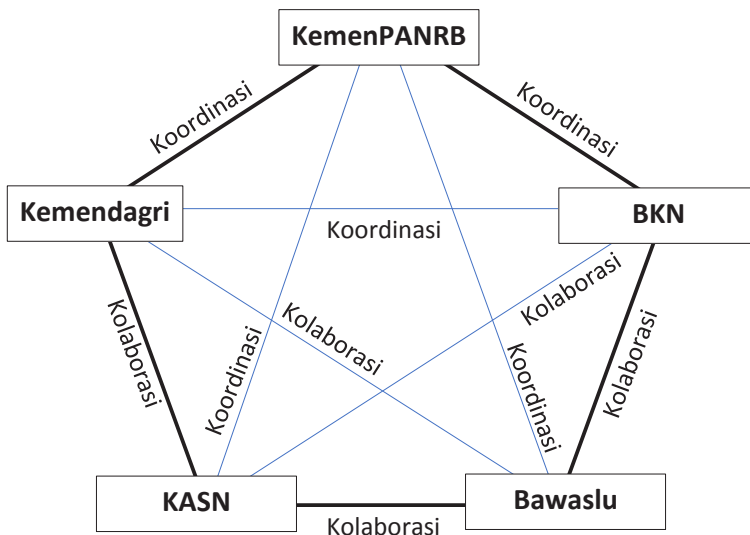 KemenPANRB
Koordinasi
Koordinasi
Kemendagri
BKN
Koordinasi
Kolaborasi
Kolaborasi
Kolaborasi
Kolaborasi
Koordinasi
Koordinasi
KASN
Bawaslu
Kolaborasi